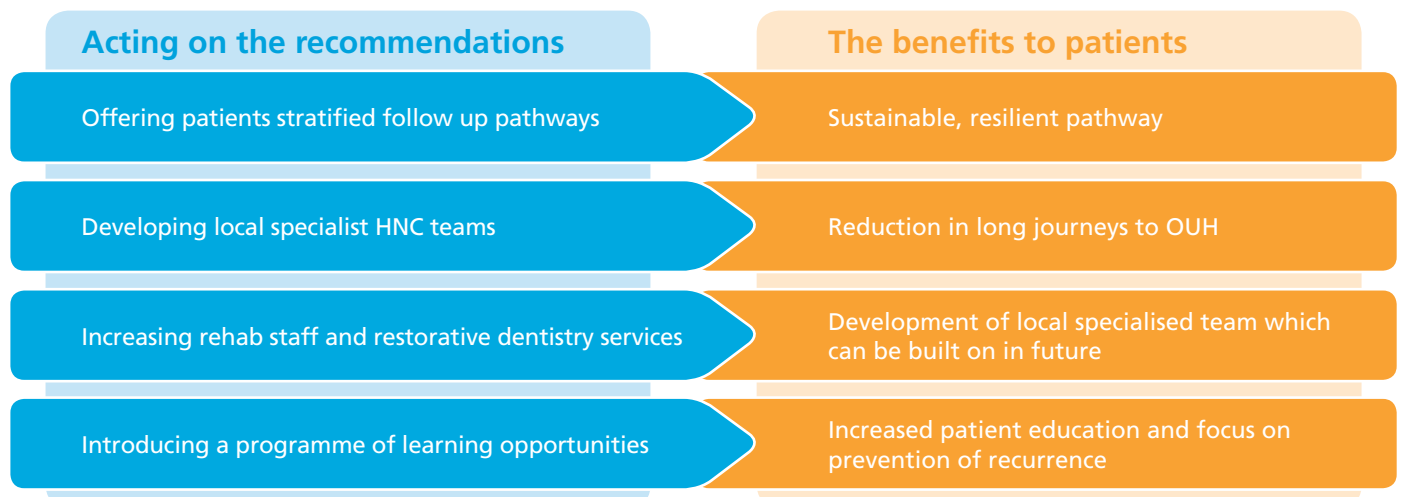 Acting on the recommendations
The benefits to patients
Offering patients stratified follow up pathways
Sustainable, resilient pathway
Developing local specialist HNC teams
Reduction in long journeys to OUH
Increasing rehab staff and restorative dentistry services
Development of local specialised team which
can be built on in future
Introducing a programme of learning opportunities
Increased patient education and focus on
prevention of recurrence